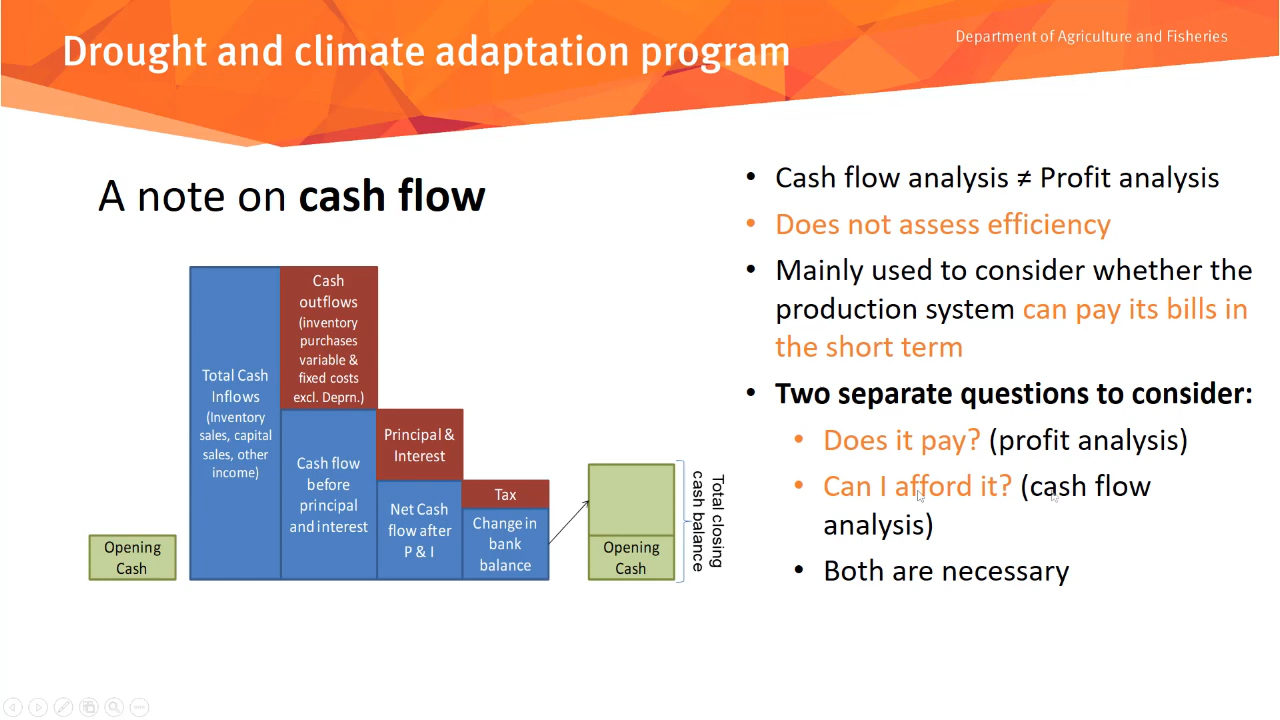 Drought and climate adaptation program
Department of Agriculture and Fisheries
A note on cash flow
Opening
Cash
Total Cash
Inflows
(Inventory
sales, capital
sales, other
income)
Cash
outflows
(inventory
purchases
variable &
fixed costs
excl. Deprn.)
Cash flow
before
principal
and interest
Principal &
Interest
Net Cash
flow after
P & I
Tax
Change in
bank
balance
Opening
Cash
Total closing
cash balance
• Cash flow analysis ≠ Profit analysis
• Does not assess efficiency
• Mainly used to consider whether the
production system can pay its bills in
the short term
• Two separate questions to consider:
• Does it pay? (profit analysis)
• Can I afford it? (cash flow
analysis)
• Both are necessary